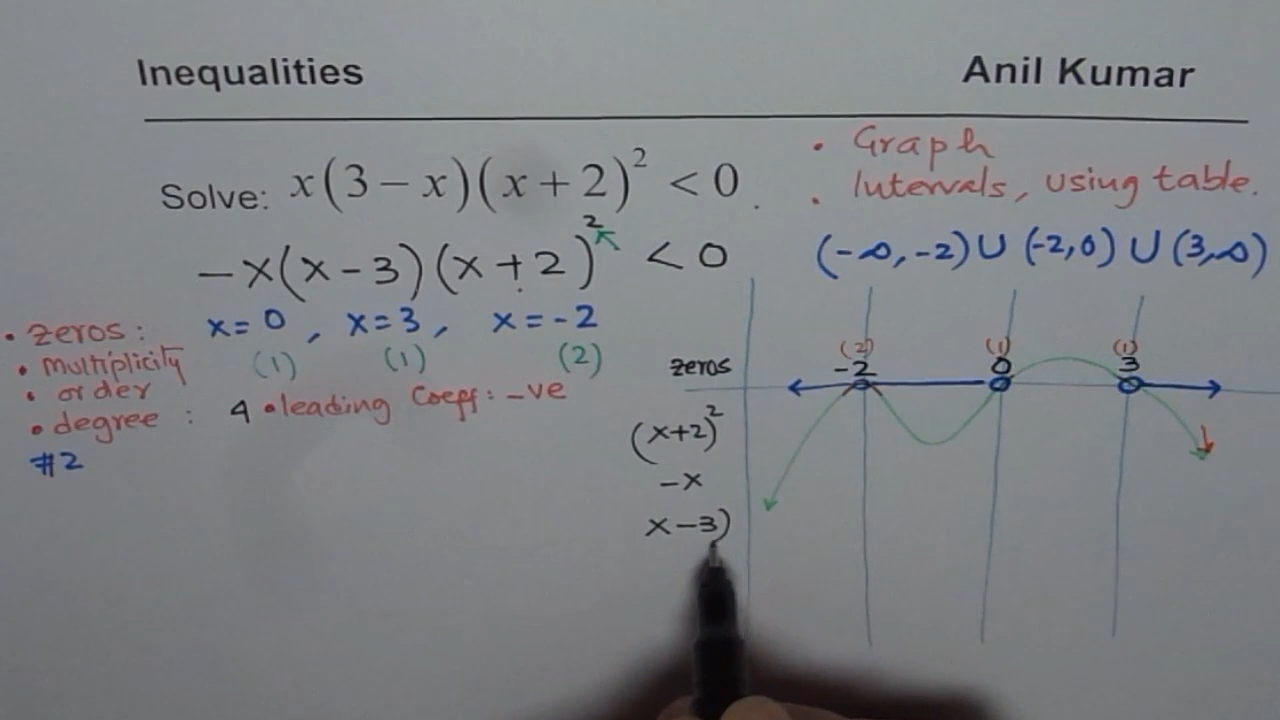 Inequalities Anil Kumar
Solve: x(3-x)(x+2)² <0.
• Graph
• Intervals, using table.
-x(x-3)(x+2)² < 0
(-∞,-2)∪(-2,0)∪(3,∞)
• zeros: x=0, x=3, x=-2
• multiplicity (1) (1) (2)
• order
• degree : 4 • leading Coeff: -ve
#2
(2) (1) (1)
zeros -2 0 3
(x+2)²
-x
x-3)